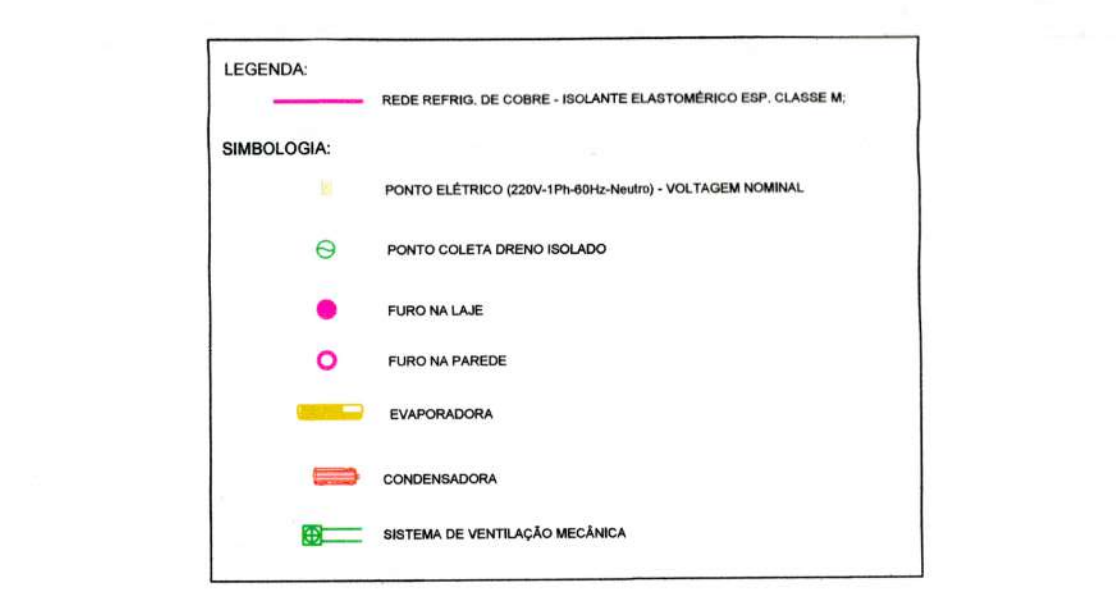 LEGENDA:
REDE REFRIG. DE COBRE - ISOLANTE ELASTOMÉRICO ESP. CLASSE M;
SIMBOLOGIA:
PONTO ELÉTRICO (220V-1Ph-60Hz-Neutro) - VOLTAGEM NOMINAL
PONTO COLETA DRENO ISOLADO
FURO NA LAJE
FURO NA PAREDE
EVAPORADORA
CONDENSADORA
SISTEMA DE VENTILAÇÃO MECÂNICA